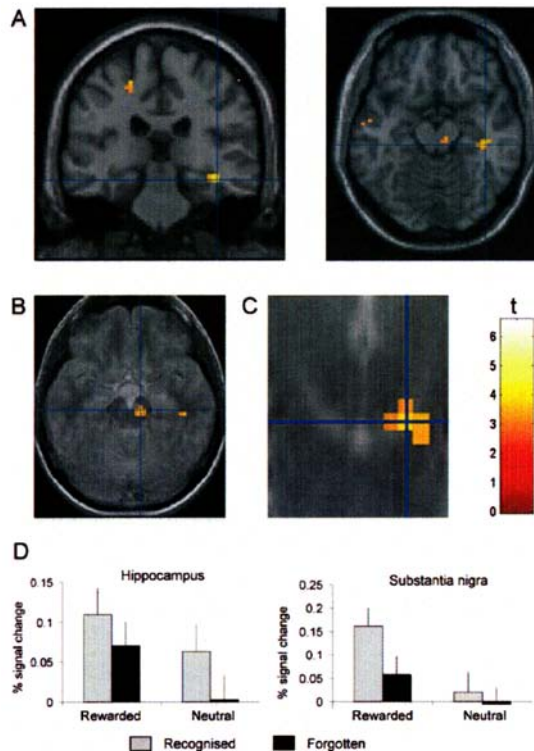 A
B
C
t
6
5
4
3
2
1
0
D
Hippocampus
% signal change
0.15
0.1
0.05
0
Rewarded Neutral
Substantia nigra
% signal change
0.25
0.2
0.15
0.1
0.05
0
Rewarded Neutral
Recognised Forgotten